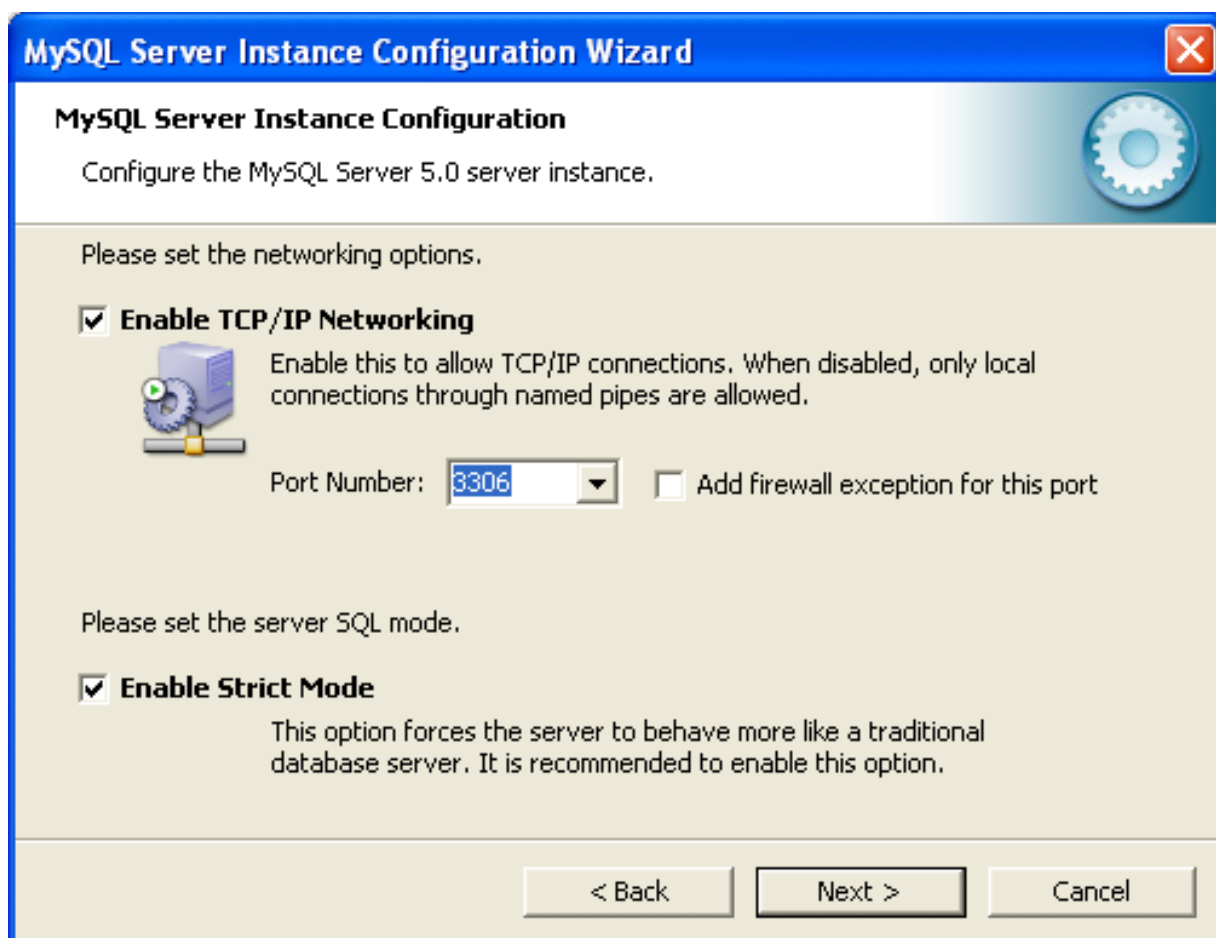 MySQL Server Instance Configuration Wizard
MySQL Server Instance Configuration
Configure the MySQL Server 5.0 server instance.
Please set the networking options.
Enable TCP/IP Networking
Enable this to allow TCP/IP connections. When disabled, only local
connections through named pipes are allowed.
Port Number: 3306 Add firewall exception for this port
Please set the server SQL mode.
Enable Strict Mode
This option forces the server to behave more like a traditional
database server. It is recommended to enable this option.
< Back Next > Cancel